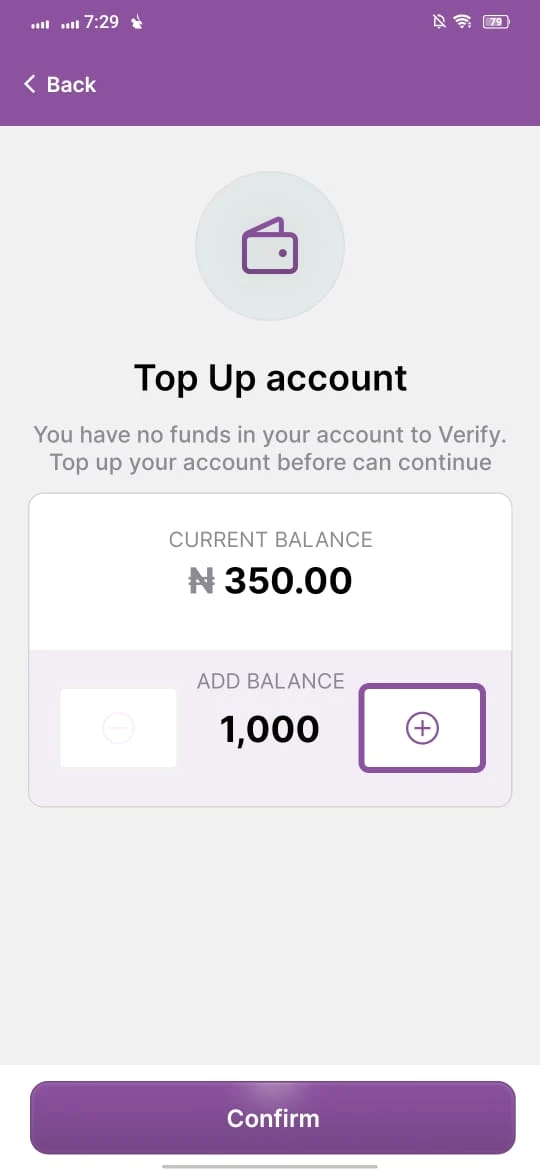 7:29
79
Back
Top Up account
You have no funds in your account to Verify.
Top up your account before can continue
CURRENT BALANCE
₦ 350.00
ADD BALANCE
1,000
Confirm